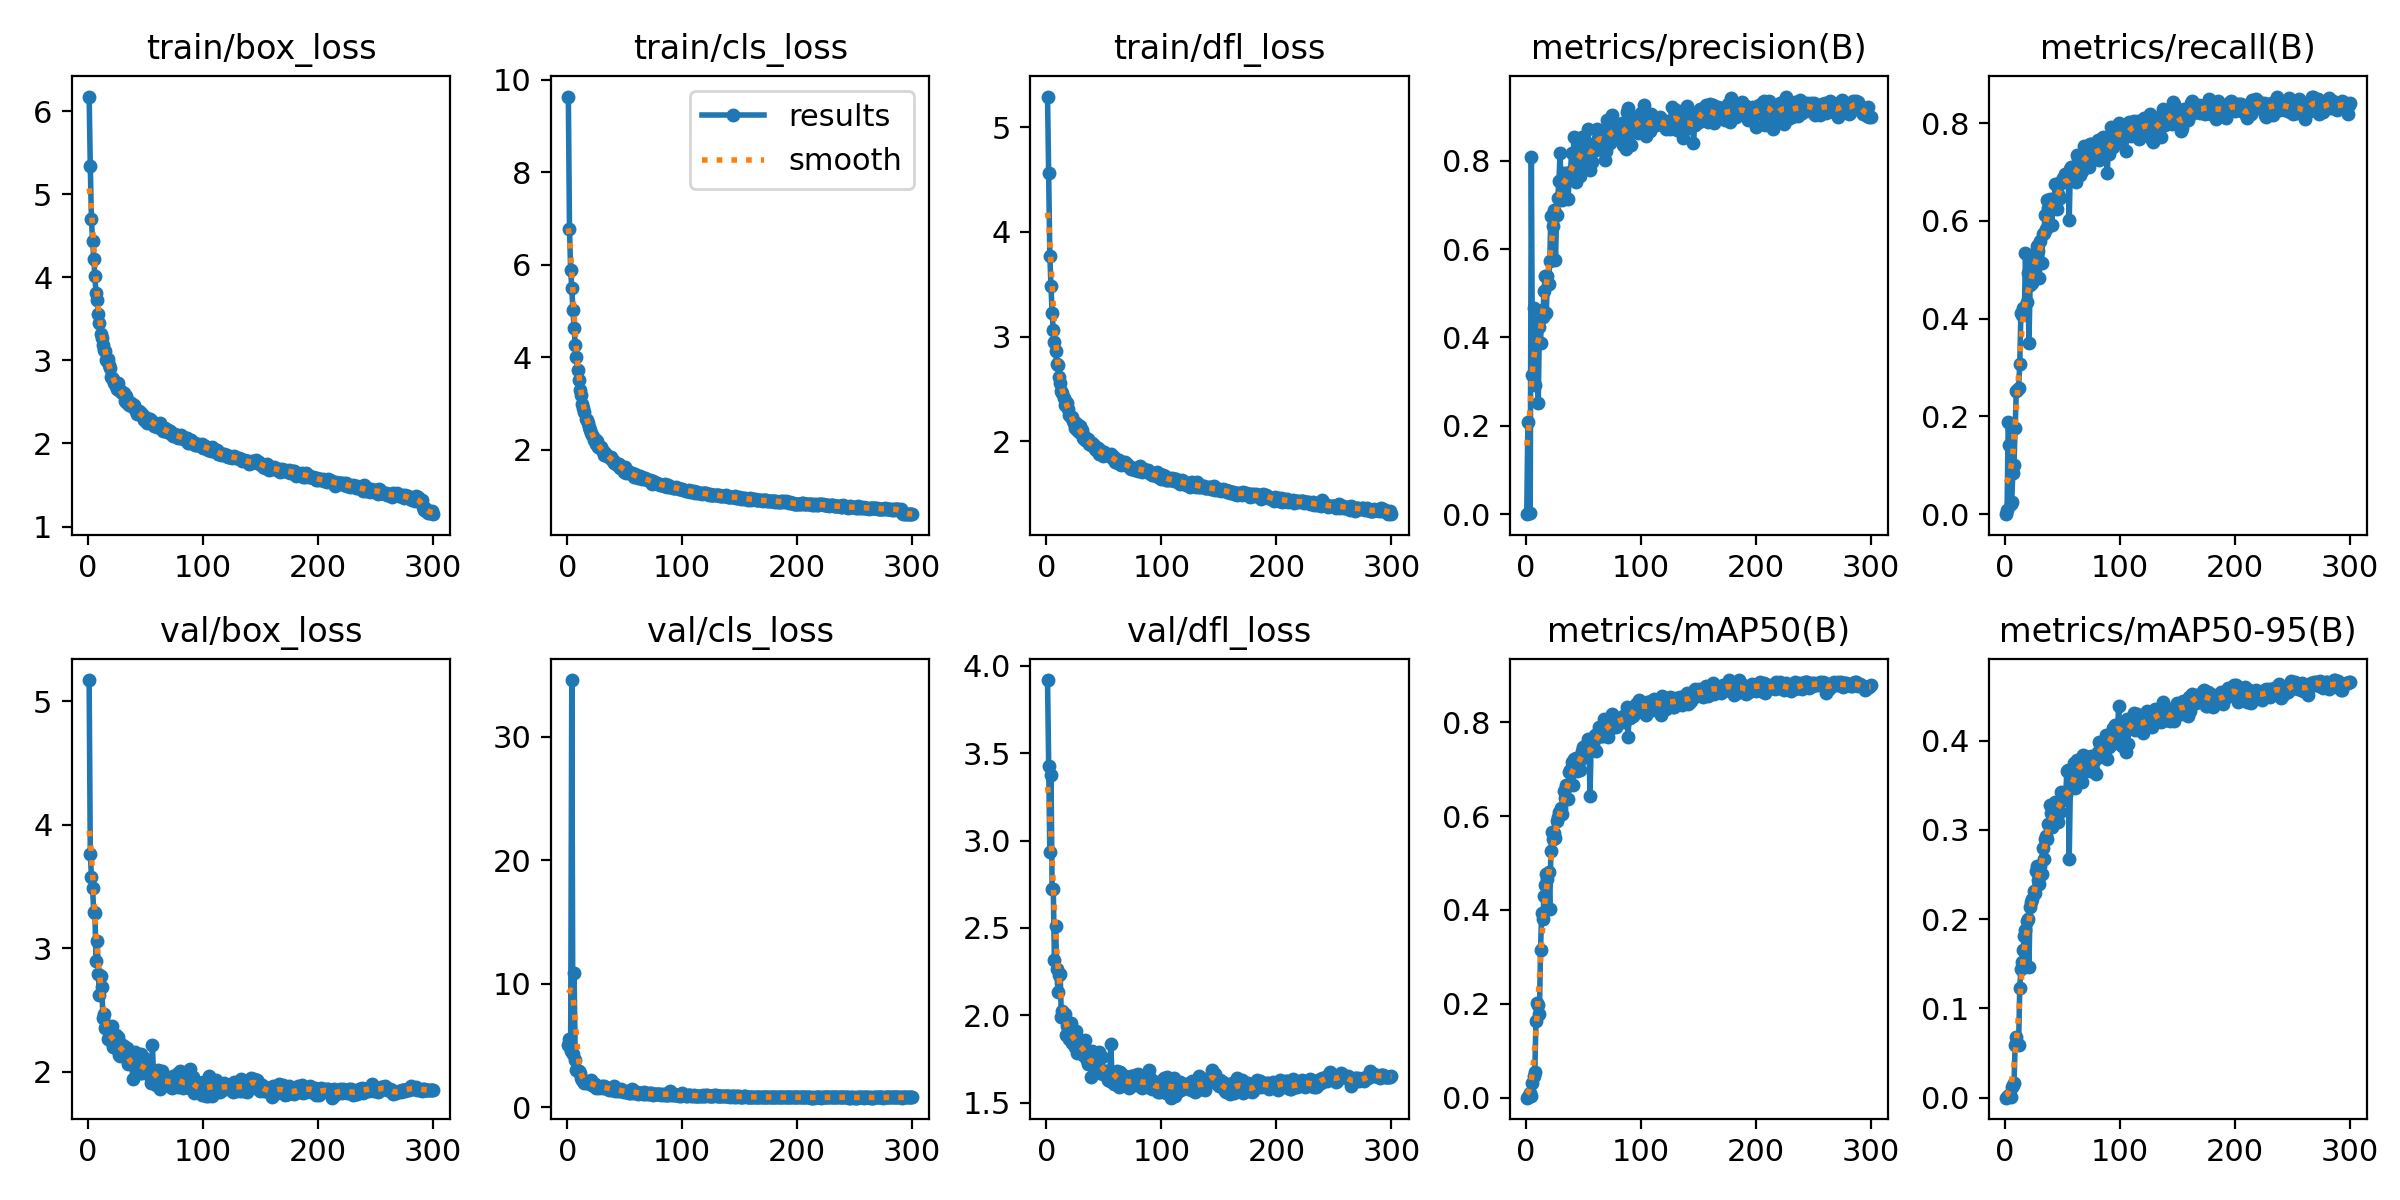 train/box_loss
6
5
4
3
2
1
0 100 200 300
train/cls_loss
10
8
6
4
2
0 100 200 300
results
smooth
train/dfl_loss
5
4
3
2
0 100 200 300
metrics/precision(B)
0.8
0.6
0.4
0.2
0.0
0 100 200 300
metrics/recall(B)
0.8
0.6
0.4
0.2
0.0
0 100 200 300
val/box_loss
5
4
3
2
0 100 200 300
val/cls_loss
30
20
10
0
0 100 200 300
val/dfl_loss
4.0
3.5
3.0
2.5
2.0
1.5
0 100 200 300
metrics/mAP50(B)
0.8
0.6
0.4
0.2
0.0
0 100 200 300
metrics/mAP50-95(B)
0.4
0.3
0.2
0.1
0.0
0 100 200 300